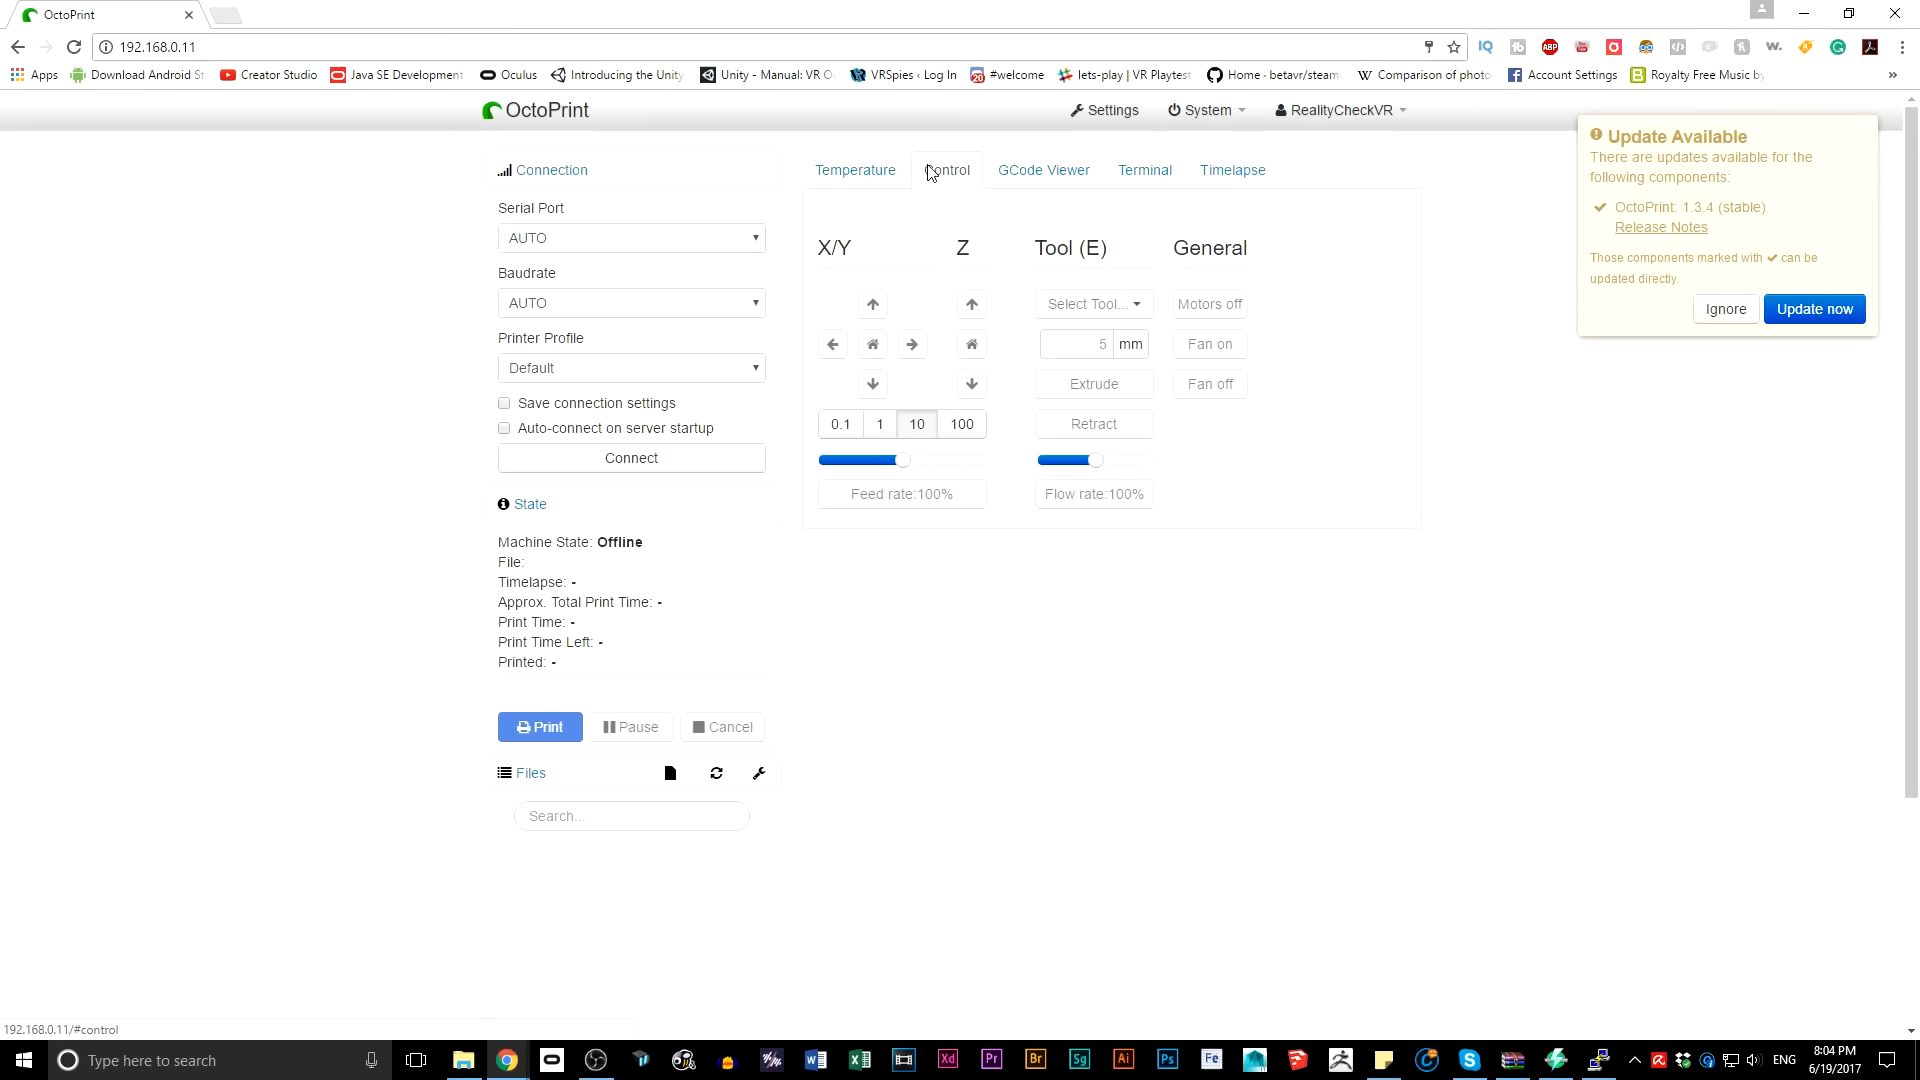 OctoPrint
192.168.0.11
Apps
Download Android St
Creator Studio
Java SE Development
Oculus
Introducing the Unity
Unity - Manual: VR O
VRSpies ‹ Log In
#welcome
lets-play | VR Playtest
Home · betavr/steam
Comparison of photo
Account Settings
Royalty Free Music by
»
OctoPrint
Settings
System
RealityCheckVR
Update Available
There are updates available for the
following components:
OctoPrint: 1.3.4 (stable)
Release Notes
Those components marked with ✔ can be
updated directly.
Ignore
Update now
Connection
Serial Port
AUTO
Baudrate
AUTO
Printer Profile
Default
Save connection settings
Auto-connect on server startup
Connect
State
Machine State: Offline
File:
Timelapse: -
Approx. Total Print Time: -
Print Time: -
Print Time Left: -
Printed: -
Print
Pause
Cancel
Files
Search...
Temperature
Control
GCode Viewer
Terminal
Timelapse
X/Y
Z
Tool (E)
General
Select Tool...
Motors off
5 mm
Fan on
Extrude
Fan off
0.1 1 10 100
Retract
Feed rate:100%
Flow rate:100%
192.168.0.11/#control
Type here to search
Xd
Pr
Br
Sg
Ai
Ps
Fe
ENG
8:04 PM
6/19/2017